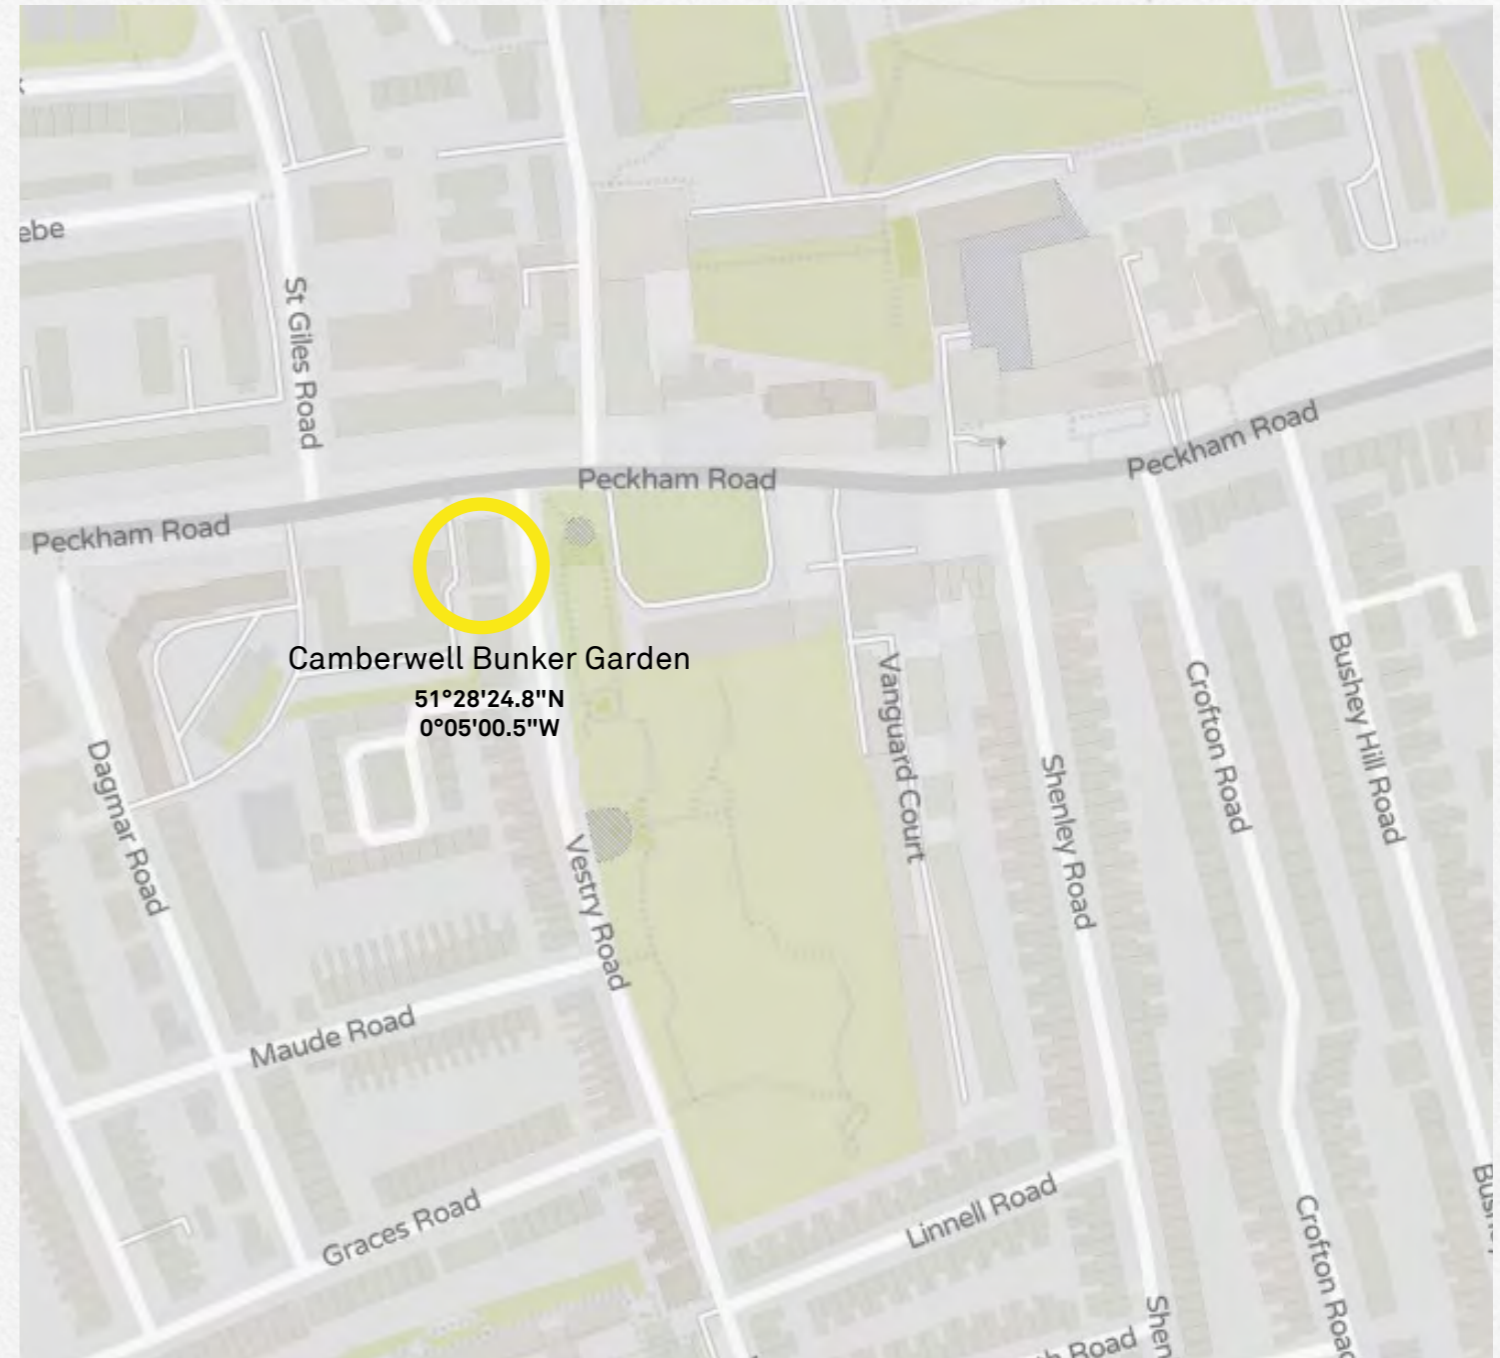 ebe
St Giles Road
Peckham Road
Peckham Road
Peckham Road
Camberwell Bunker Garden
51°28'24.8"N
0°05'00.5"W
Dagmar Road
Vestry Road
Vanguard Court
Shenley Road
Crofton Road
Bushey Hill Road
Maude Road
Graces Road
Linnell Road
Crofton Road
Shen
Road